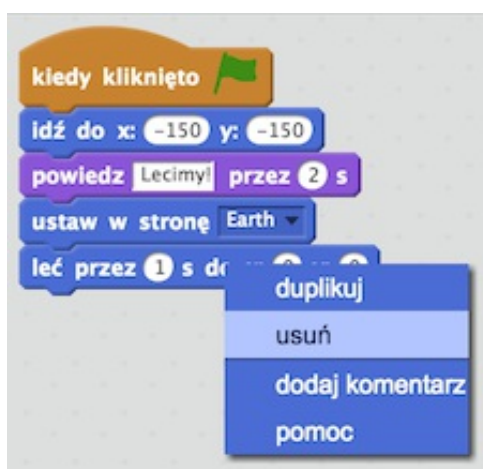 kiedy kliknięto
idź do x: -150 y: -150
powiedz Lecimy! przez 2 s
ustaw w stronę Earth
leć przez 1 s do
duplikuj
usuń
dodaj komentarz
pomoc